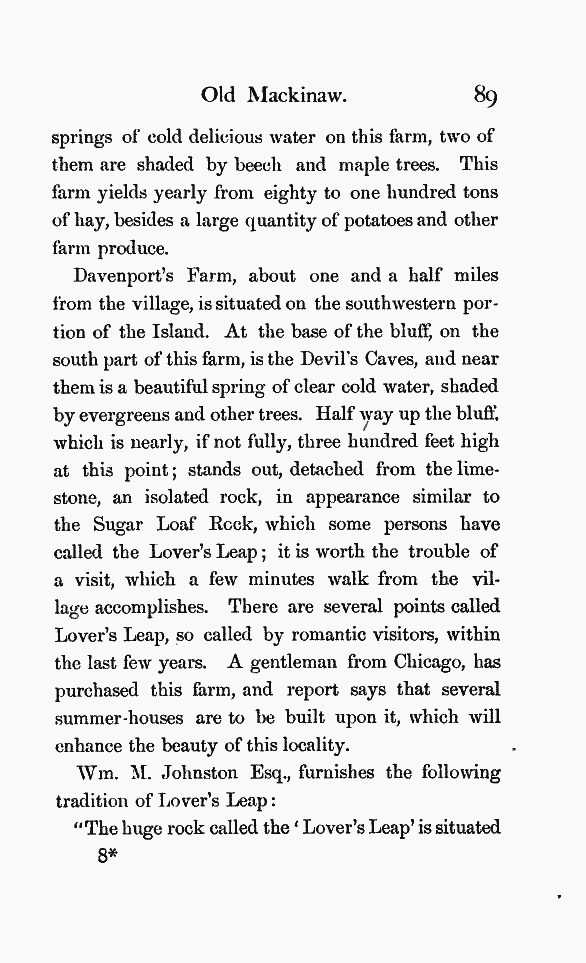 Old Mackinaw. 89
springs of cold delicious water on this farm, two of
them are shaded by beech and maple trees. This
farm yields yearly from eighty to one hundred tons
of hay, besides a large quantity of potatoes and other
farm produce.
Davenport's Farm, about one and a half miles
from the village, is situated on the southwestern por-
tion of the Island. At the base of the bluff, on the
south part of this farm, is the Devil's Caves, and near
them is a beautiful spring of clear cold water, shaded
by evergreens and other trees. Half way up the bluff,
which is nearly, if not fully, three hundred feet high
at this point; stands out, detached from the lime-
stone, an isolated rock, in appearance similar to
the Sugar Loaf Rock, which some persons have
called the Lover's Leap; it is worth the trouble of
a visit, which a few minutes walk from the vil-
lage accomplishes. There are several points called
Lover's Leap, so called by romantic visitors, within
the last few years. A gentleman from Chicago, has
purchased this farm, and report says that several
summer-houses are to be built upon it, which will
enhance the beauty of this locality.
Wm. M. Johnston Esq., furnishes the following
tradition of Lover's Leap:
"The huge rock called the 'Lover's Leap' is situated
8*